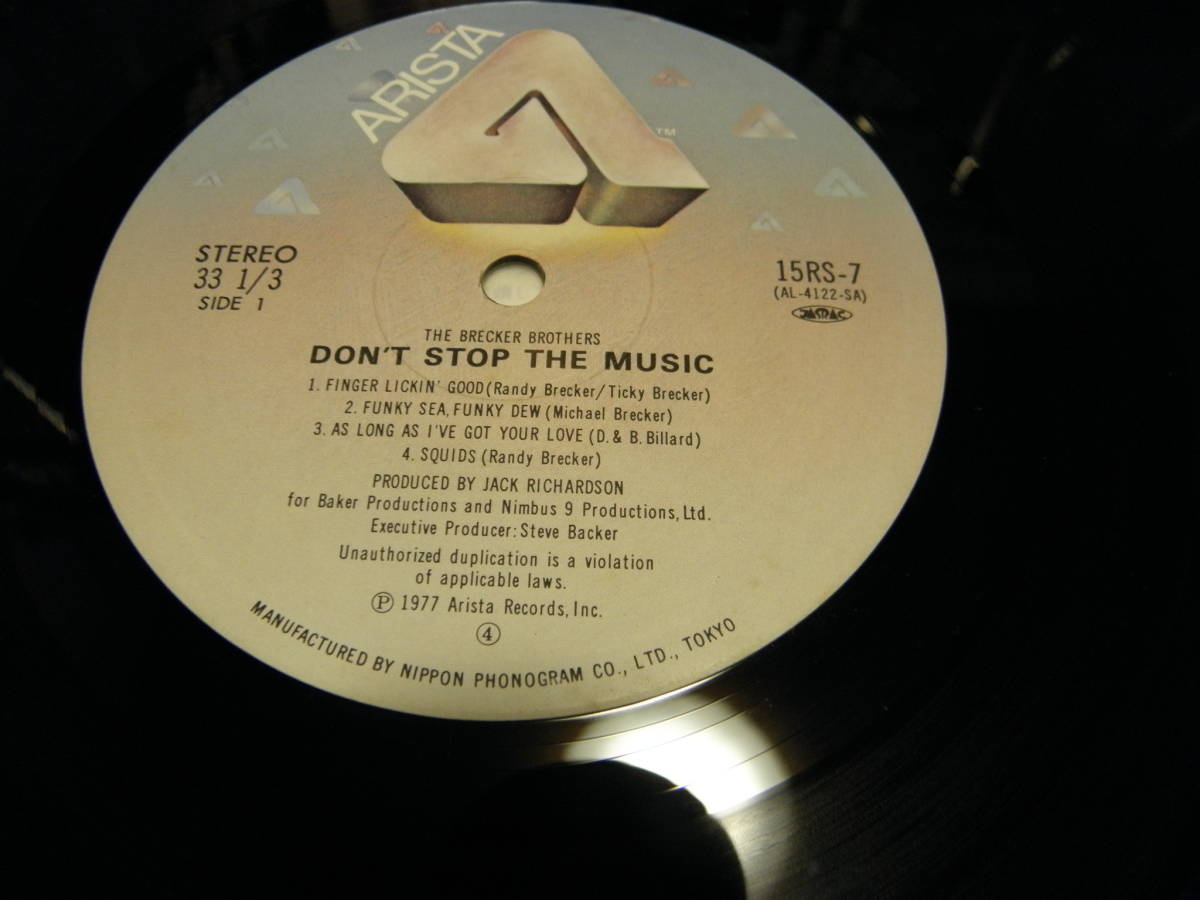 ARISTA
TM
STEREO
33 1/3
SIDE 1
15RS-7
(AL-4122-SA)
JASRAC
THE BRECKER BROTHERS
DON'T STOP THE MUSIC
1. FINGER LICKIN' GOOD (Randy Brecker/Ticky Brecker)
2. FUNKY SEA, FUNKY DEW (Michael Brecker)
3. AS LONG AS I'VE GOT YOUR LOVE (D. & B. Billard)
4. SQUIDS (Randy Brecker)
PRODUCED BY JACK RICHARDSON
for Baker Productions and Nimbus 9 Productions, Ltd.
Executive Producer: Steve Backer
Unauthorized duplication is a violation
of applicable laws.
Ⓟ 1977 Arista Records, Inc.
④
MANUFACTURED BY NIPPON PHONOGRAM CO., LTD., TOKYO